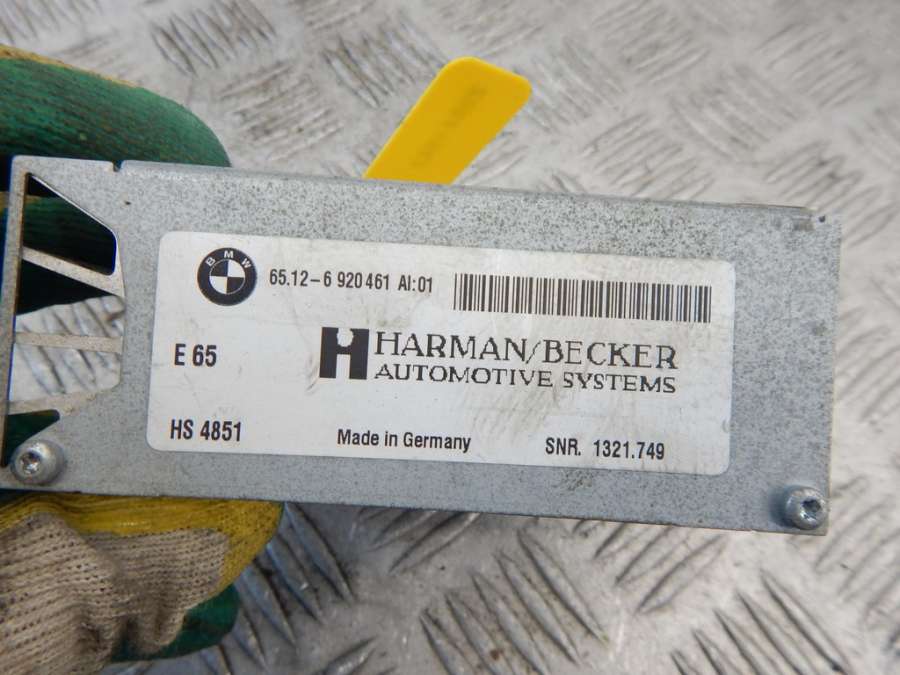 BMW
65.12-6 920461 AI:01
E 65
HARMAN/BECKER
AUTOMOTIVE SYSTEMS
HS 4851
Made in Germany
SNR. 1321.749